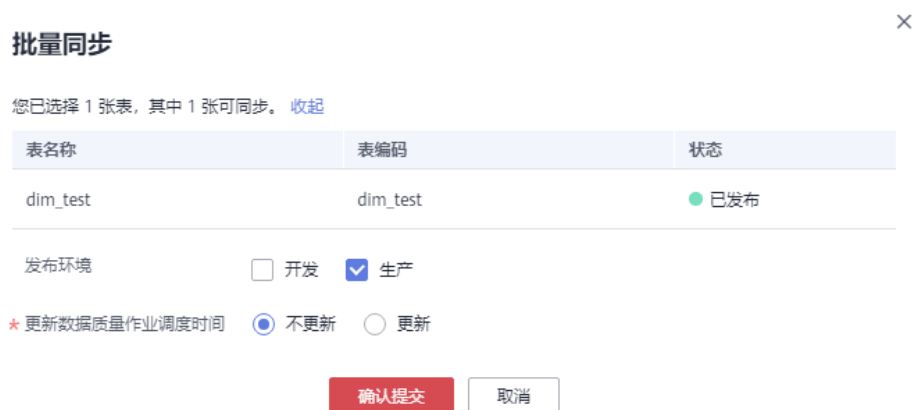 批量同步
您已选择 1 张表，其中 1 张可同步。 收起
表名称 表编码 状态
dim_test dim_test 已发布
发布环境 开发 生产
* 更新数据质量作业调度时间 不更新 更新
确认提交 取消